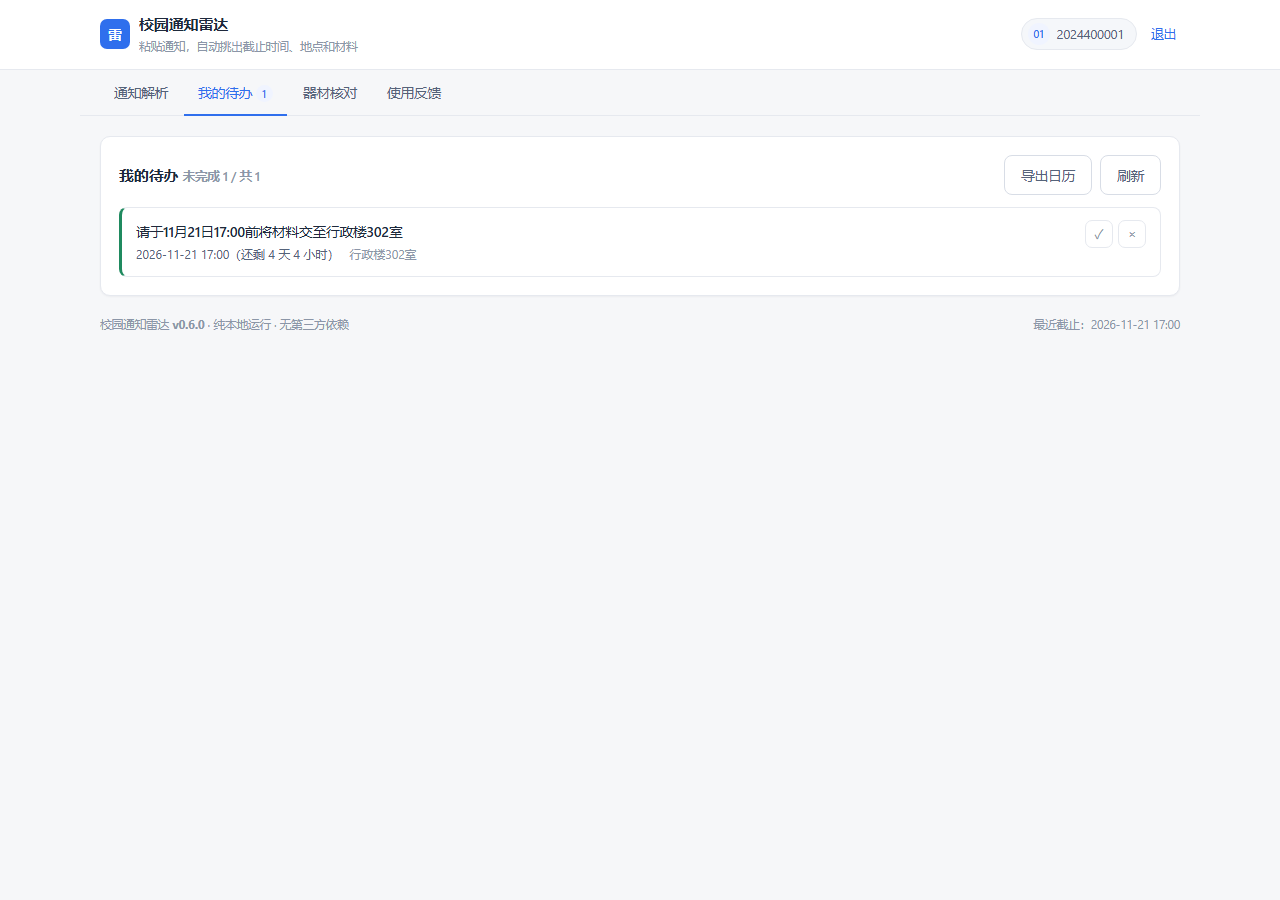 雷
校园通知雷达
粘贴通知，自动挑出截止时间、地点和材料
01 2024400001 退出
通知解析 我的待办 1 器材核对 使用反馈
我的待办 未完成 1 / 共 1 导出日历 刷新
请于11月21日17:00前将材料交至行政楼302室 ✓ ×
2026-11-21 17:00（还剩 4 天 4 小时） 行政楼302室
校园通知雷达 v0.6.0 · 纯本地运行 · 无第三方依赖 最近截止：2026-11-21 17:00